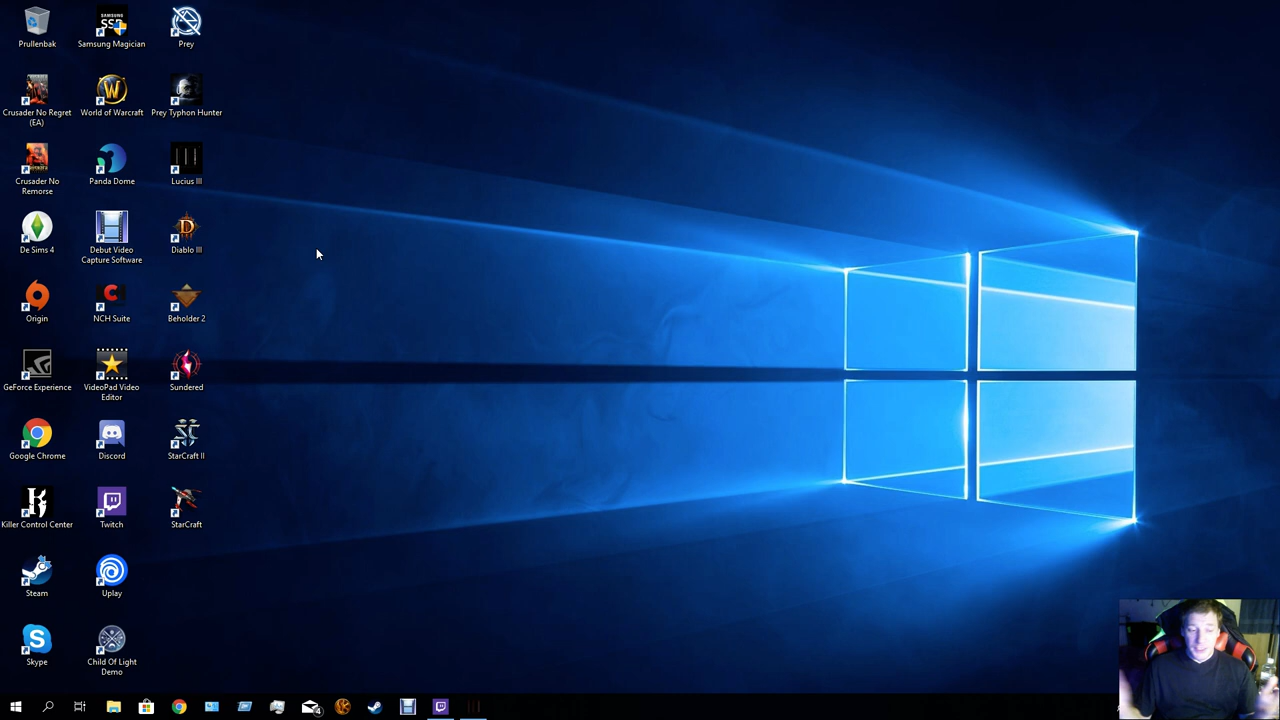 Prullenbak
Samsung Magician
Prey
Crusader No Regret
(EA)
World of Warcraft
Prey Typhon Hunter
Crusader No
Remorse
Panda Dome
Lucius III
De Sims 4
Debut Video
Capture Software
Diablo III
Origin
NCH Suite
Beholder 2
GeForce Experience
VideoPad Video
Editor
Sundered
Google Chrome
Discord
StarCraft II
Killer Control Center
Twitch
StarCraft
Steam
Uplay
Skype
Child Of Light
Demo